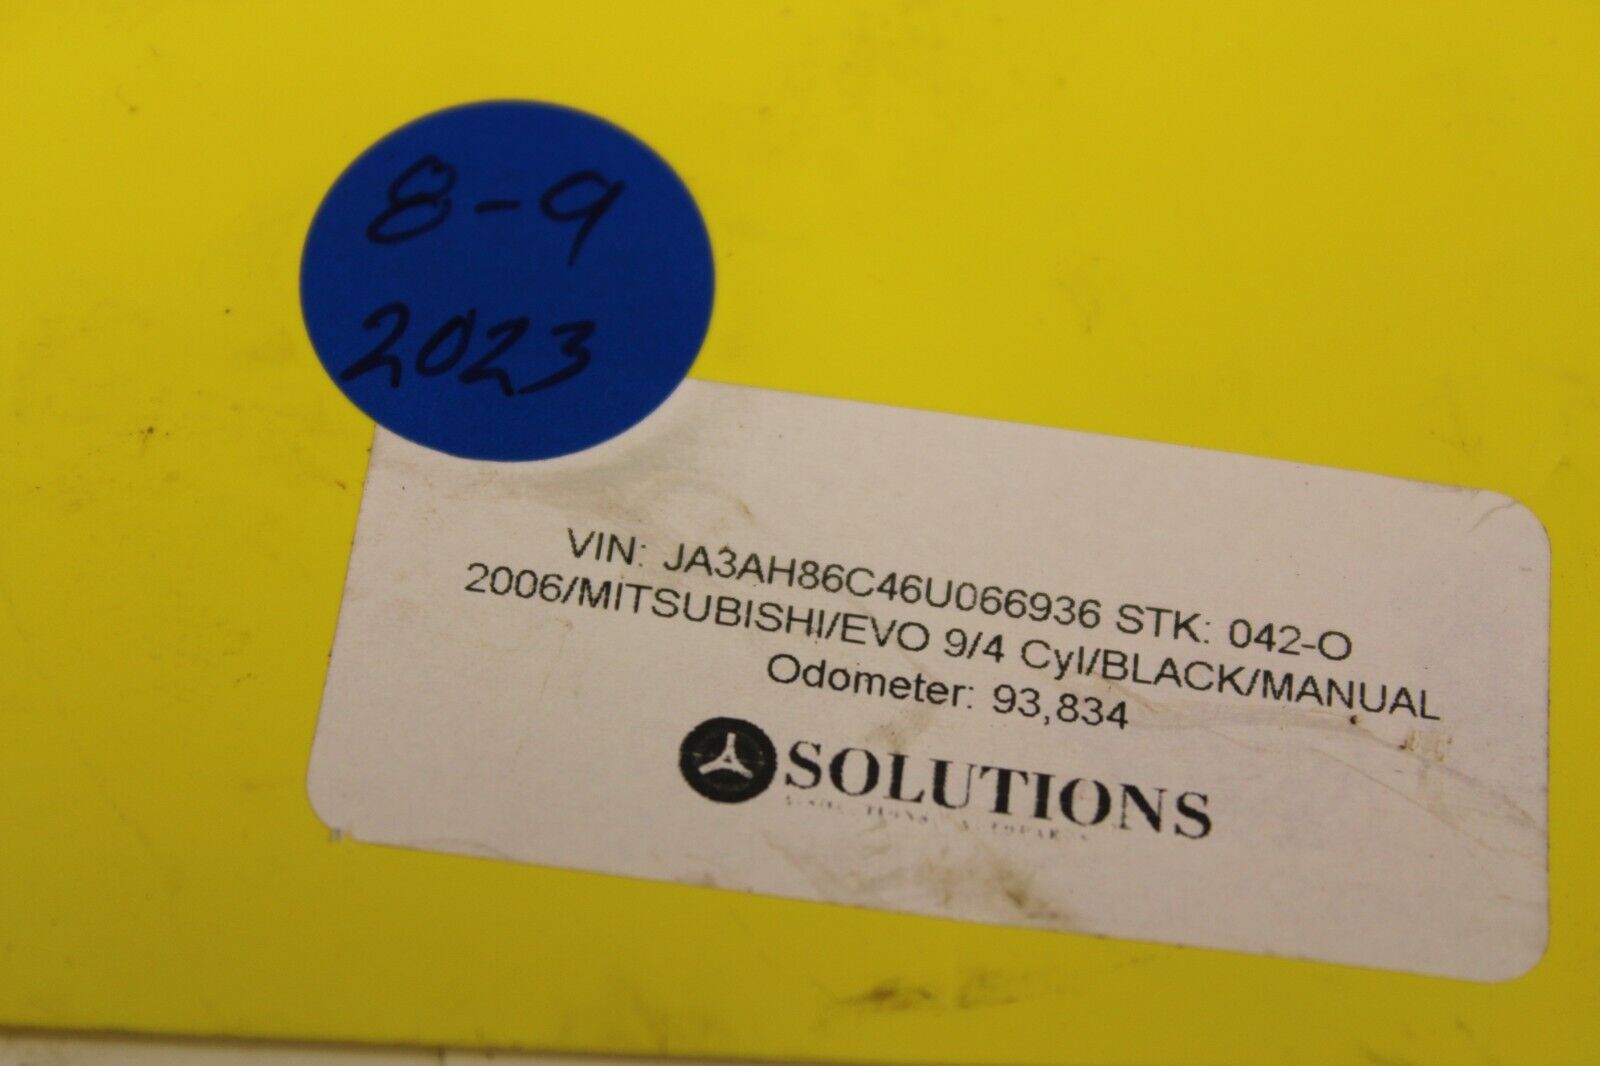 8-9
2023
VIN: JA3AH86C46U066936 STK: 042-O
2006/MITSUBISHI/EVO 9/4 Cyl/BLACK/MANUAL
Odometer: 93,834
SOLUTIONS